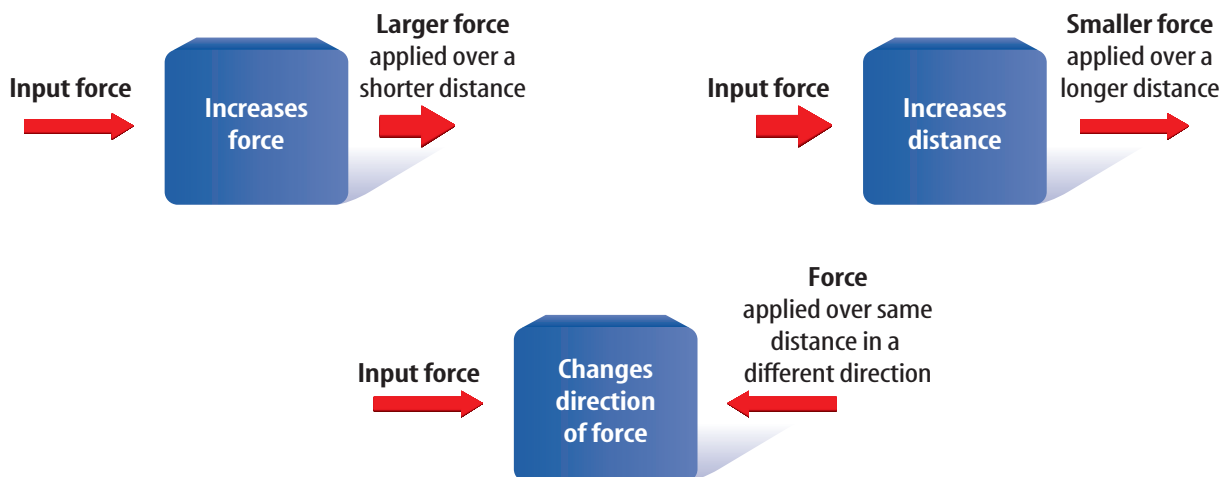 Input force
Increases
force
Larger force
applied over a
shorter distance
Input force
Increases
distance
Smaller force
applied over a
longer distance
Input force
Changes
direction
of force
Force
applied over same
distance in a
different direction